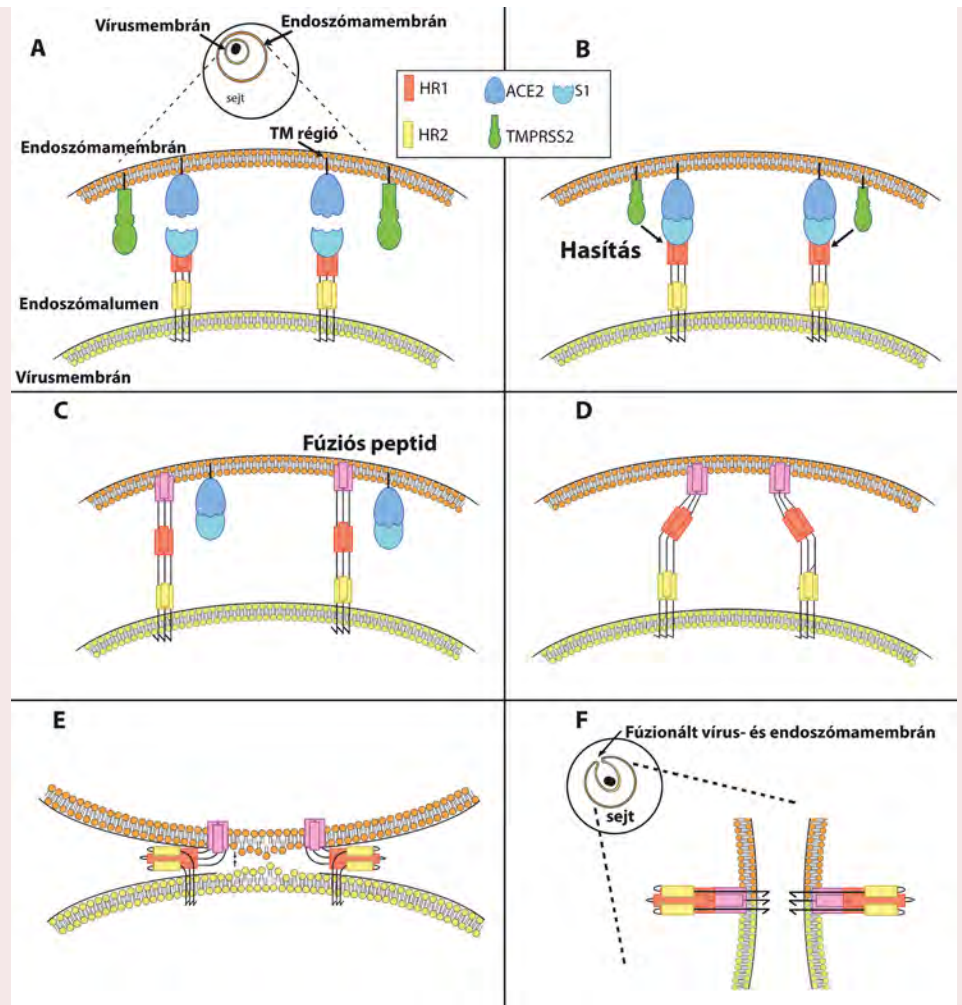 A
Vírusmembrán
Endoszómamembrán
sejt
TM régió
Endoszómamembrán
Endoszómalumen
Vírusmembrán
B
HR1
ACE2
S1
HR2
TMPRSS2
Hasítás
C
Fúziós peptid
D
E
F
Fúzionált vírus- és endoszómamembrán
sejt